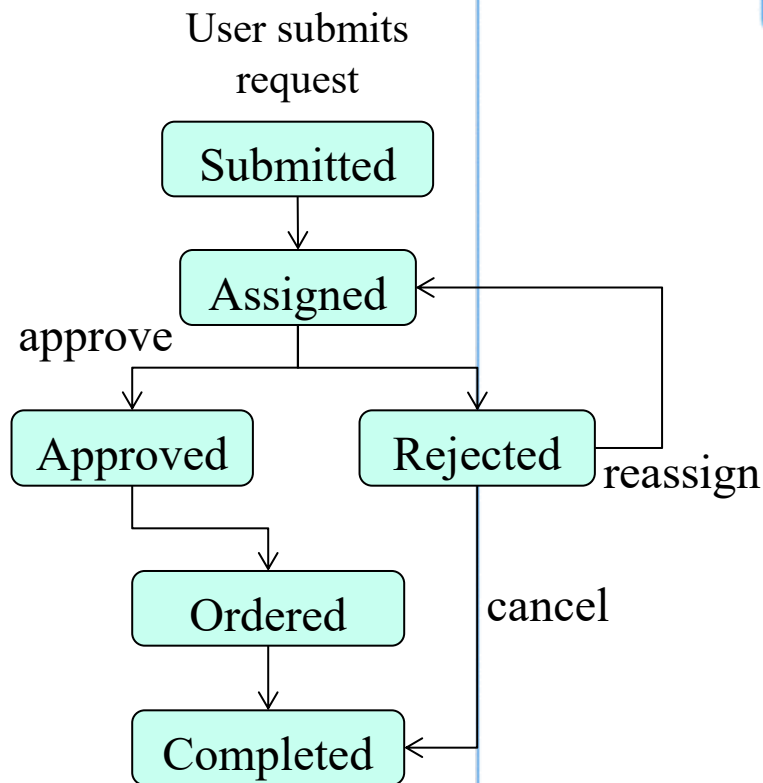 User submits
request
Submitted
Assigned
approve
Approved
Rejected
reassign
Ordered
cancel
Completed